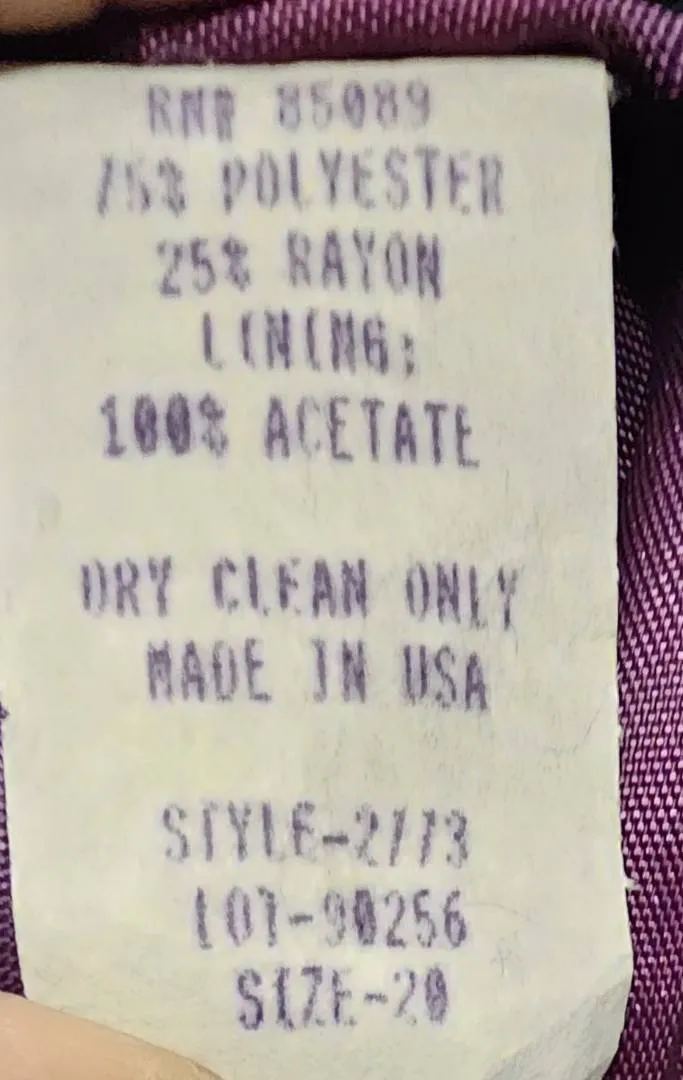 RN# 85089
75% POLYESTER
25% RAYON
LINING:
100% ACETATE
DRY CLEAN ONLY
MADE IN USA
STYLE-2773
LOT-90256
SIZE-20